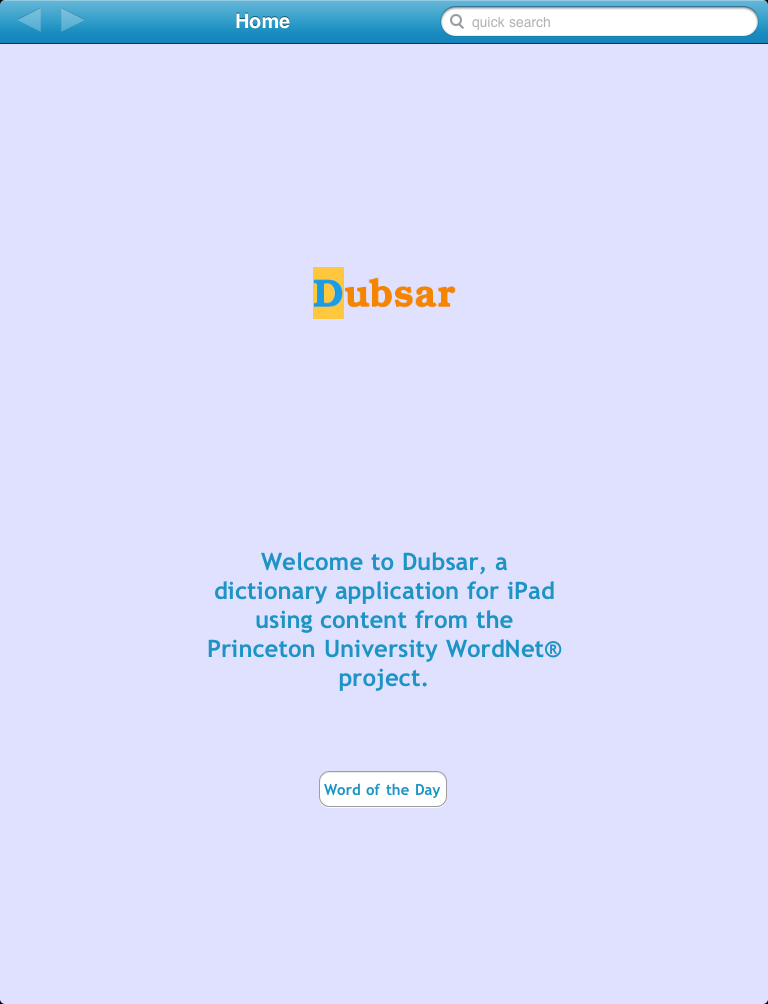 Home
quick search
Dubsar
Welcome to Dubsar, a
dictionary application for iPad
using content from the
Princeton University WordNet®
project.
Word of the Day